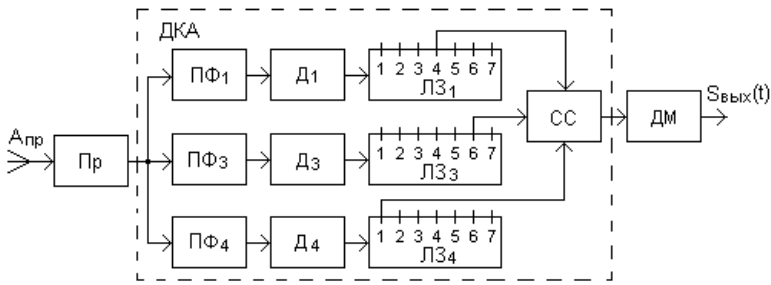 ДКА
ПФ1
Д1
1 2 3 4 5 6 7
ЛЗ1
Aпр
Пр
ПФ3
Д3
1 2 3 4 5 6 7
ЛЗ3
СС
ДМ
Sвых(t)
ПФ4
Д4
1 2 3 4 5 6 7
ЛЗ4